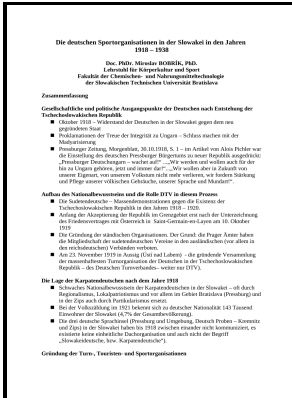 Die deutschen Sportorganisationen in der Slowakei in den Jahren
1918 – 1938
Doc. PhDr. Miroslav BOBRÍK, PhD.
Lehrstuhl für Körperkultur und Sport
Fakultät der Chemischen- und Nahrungsmitteltechnologie
der Slowakischen Technischen Universität Bratislava
Zusammenfassung
Gesellschaftliche und politische Ausgangspunkte der Deutschen nach Entstehung der
Tschechoslowakischen Republik
■ Oktober 1918 – Widerstand der Deutschen in der Slowakei gegen dem neu
gegründeten Staat
■ Proklamationen der Treue der Integrität zu Ungarn – Schluss machen mit der
Madyarisierung
■ Pressburger Zeitung, Morgenblatt, 30.10.1918, S. 1 – im Artikel von Alois Pichler war
die Einstellung des deutschen Pressburger Bürgertums zu neuer Republik ausgedrückt:
„Pressburger Deutschungarn – wachet auf!" ..„Wir werden und wollen auch für der
hin zu Ungarn gehören, jetzt und immer dar!"..„Wir wollen aber in Zukunft von
unserer Eigenart, von unserem Volkstum nicht mehr verlieren, wir fordern Stärkung
und Pflege unserer völlischen Gebräuche, unserer Sprache und Mundart!".
Aufbau des Nationalbewusstseins und die Rolle DTV in diesem Prozess
■ Die Sudetendeutsche – Massendemonstrationen gegen die Existenz der
Tschechoslowakischen Republik in den Jahren 1918 – 1920.
■ Anfang der Akzeptierung der Republik im Grenzgebiet erst nach der Unterzeichnung
des Friedensvertrages mit Österreich in Saint-Germain-en-Laye am 10. Oktober
1919
■ Die Gründung der ständischen Organisationen. Der Grund: die Prager Ämter haben
die Mitgliedschaft der sudetendeutschen Vereine in den ausländischen (vor allem in
den reichsdeutschen) Verbänden verboten.
■ Am 23. November 1919 in Aussig (Ústí nad Labem) - die gründende Versammlung
der massenhaftesten Turnorganisation der Deutschen in der Tschechoslowakischen
Republik – des Deutschen Turnverbandes– weiter nur DTV).
Die Lage der Karpatendeutschen nach dem Jahre 1918
■ Schwaches Nationalbewusstsein der Karpatendeutschen in der Slowakei – oft durch
Regionalismus, Lokalpatriotismus und vor allem im Gebiet Bratislava (Pressburg) und
in der Zips auch durch Partikularismus ersetzt.
■ Bei der Volkszählung im 1921 bekennt sich zu deutscher Nationalität 143 Tausend
Einwohner der Slowakei (4,7% der Gesamtbevölkerung).
■ Die drei deutsche Sprachinsel (Pressburg und Umgebung, Deutsch Proben – Kremnitz
und Zips) in der Slowakei haben bis 1918 zwischen einander nicht kommuniziert, es
existierte keine einheitliche Dachorganisation und auch nicht der Begriff
„Slowakeideutsche, bzw. Karpatendeutsche").
Gründung der Turn-, Touristen- und Sportorganisationen